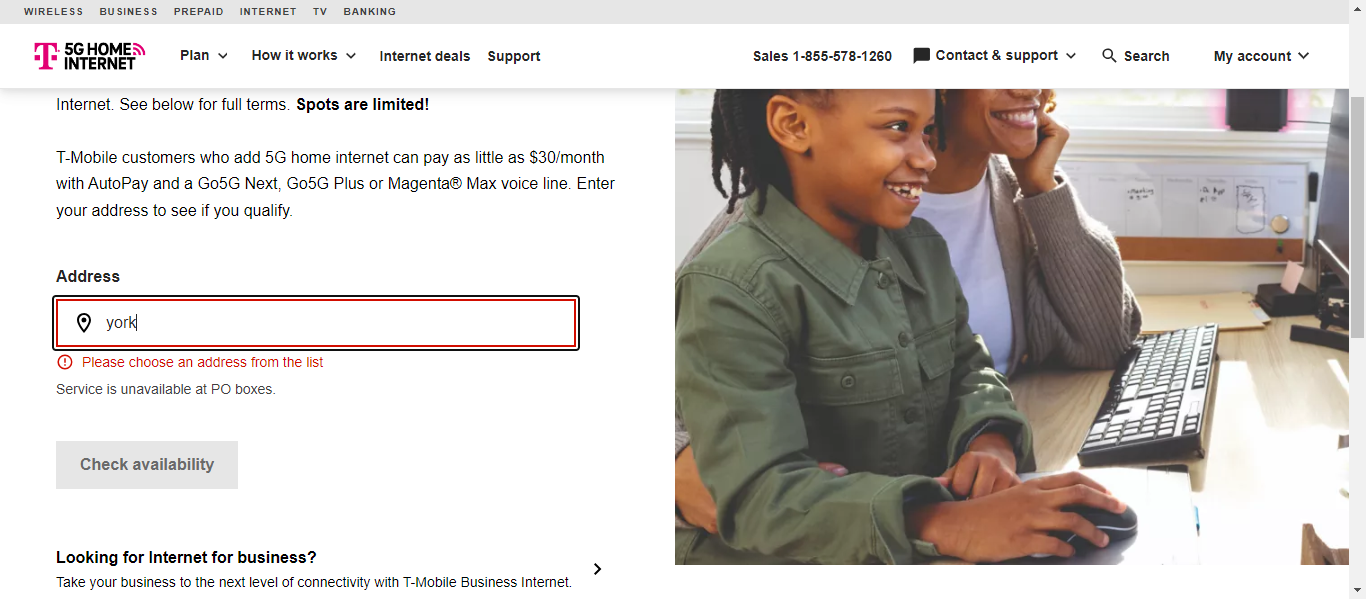 WIRELESS BUSINESS PREPAID INTERNET TV BANKING
T 5G HOME INTERNET
Plan How it works Internet deals Support Sales 1-855-578-1260 Contact & support Search My account
Internet. See below for full terms. Spots are limited!
T-Mobile customers who add 5G home internet can pay as little as $30/month
with AutoPay and a Go5G Next, Go5G Plus or Magenta® Max voice line. Enter
your address to see if you qualify.
Address
york
Please choose an address from the list
Service is unavailable at PO boxes.
Check availability
Looking for Internet for business?
Take your business to the next level of connectivity with T-Mobile Business Internet.